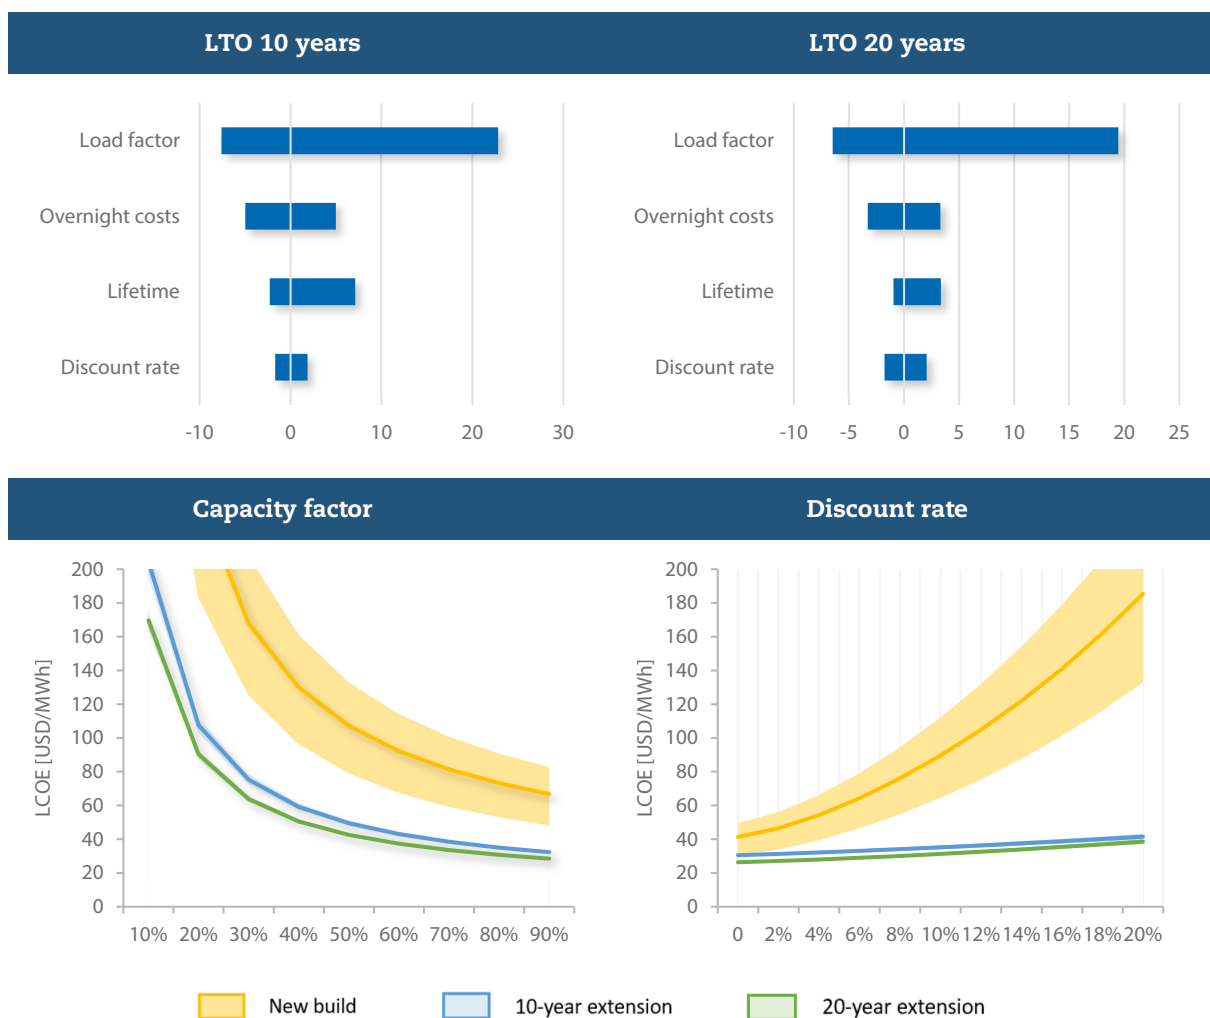 LTO 10 years
LTO 20 years
Load factor
Overnight costs
Lifetime
Discount rate
-10 0 10 20 30
Load factor
Overnight costs
Lifetime
Discount rate
-10 -5 0 5 10 15 20 25
Capacity factor
Discount rate
LCOE [USD/MWh]
200
180
160
140
120
100
80
60
40
20
0
10% 20% 30% 40% 50% 60% 70% 80% 90%
LCOE [USD/MWh]
200
180
160
140
120
100
80
60
40
20
0
0 2% 4% 6% 8% 10% 12% 14% 16% 18% 20%
New build
10-year extension
20-year extension